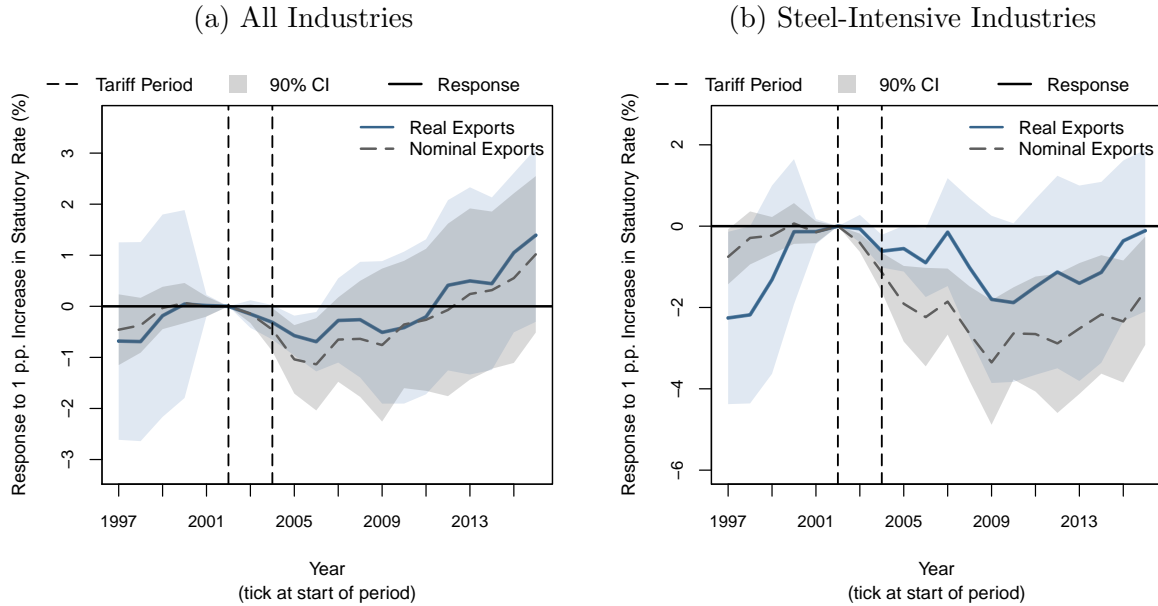 (a) All Industries
Tariff Period 90% CI Response
Real Exports
Nominal Exports
Response to 1 p.p. Increase in Statutory Rate (%)
3
2
1
0
−1
−2
−3
1997 2001 2005 2009 2013
Year
(tick at start of period)
(b) Steel-Intensive Industries
Tariff Period 90% CI Response
Real Exports
Nominal Exports
Response to 1 p.p. Increase in Statutory Rate (%)
2
0
−2
−4
−6
1997 2001 2005 2009 2013
Year
(tick at start of period)